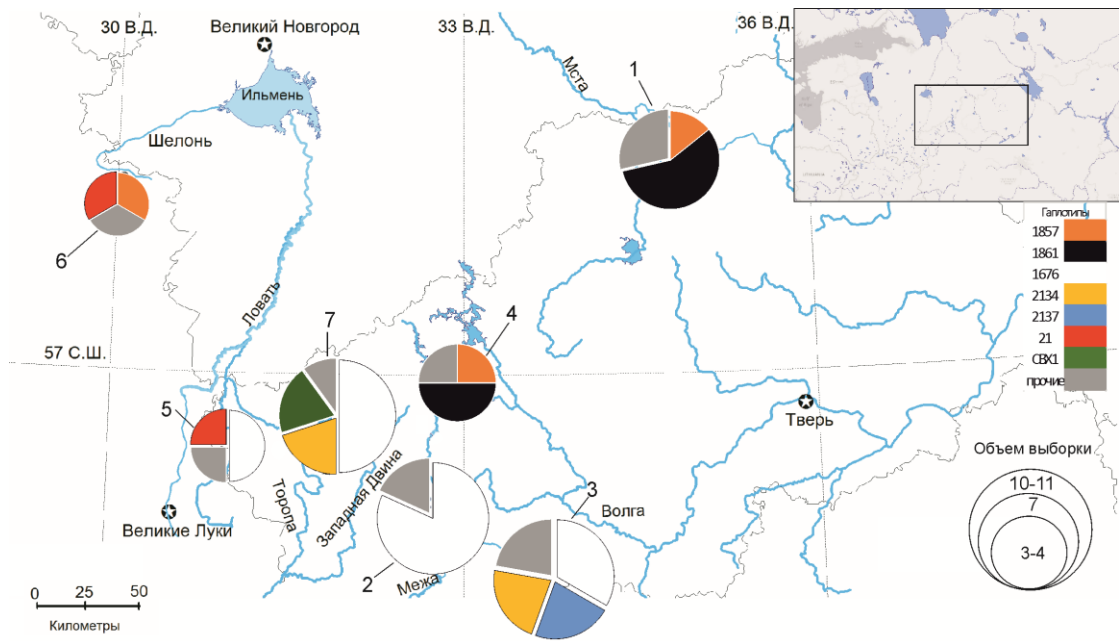 30 В.Д.
33 В.Д.
36 В.Д.
Великий Новгород
Мста
1
Ильмень
Шелонь
6
Ловать
Гаплотипы
1857
1861
1676
2134
2137
21
CBX1
прочие
7
4
57 С.Ш.
5
Тверь
Объем выборки
10-11
7
3-4
Торопа
Западная Двина
3
Волга
Великие Луки
2
Межа
0 25 50
Километры